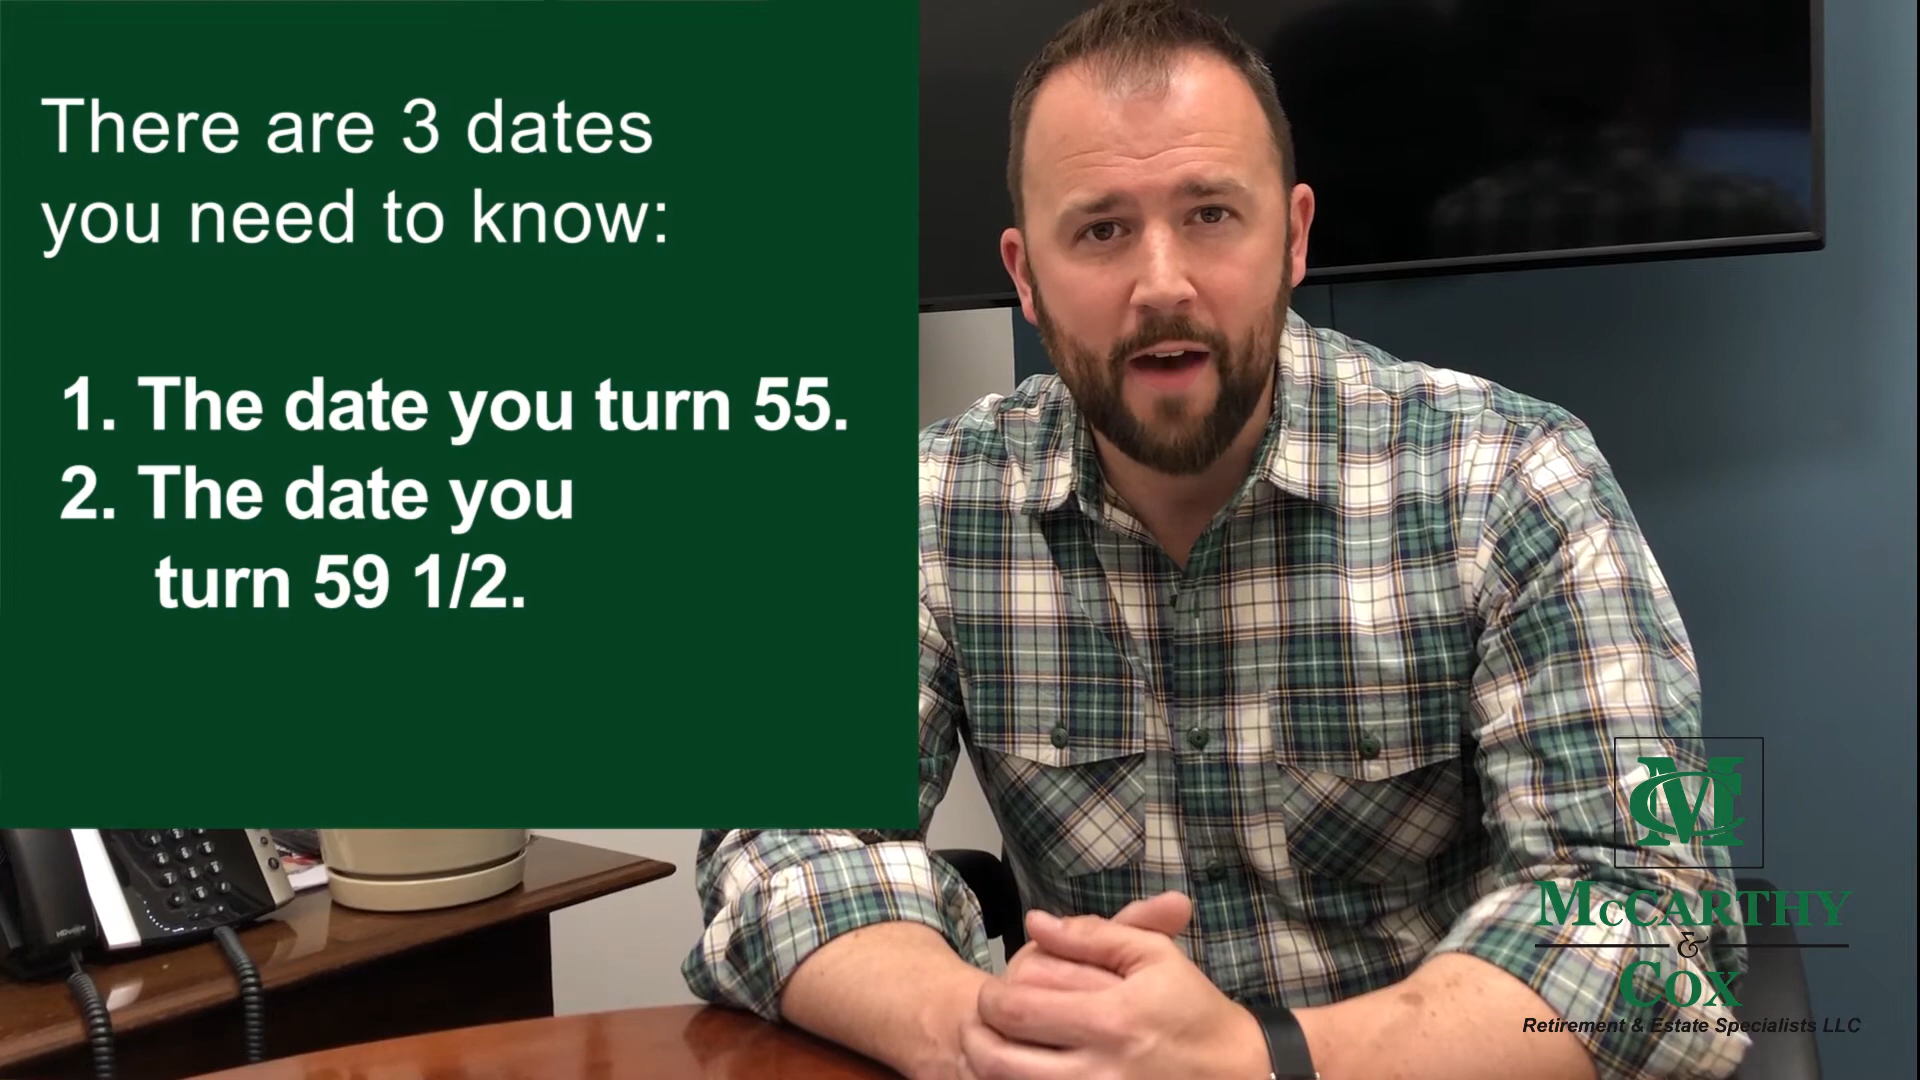 There are 3 dates
you need to know:
1. The date you turn 55.
2. The date you
turn 59 1/2.
MC
McCARTHY
&
COX
Retirement & Estate Specialists LLC